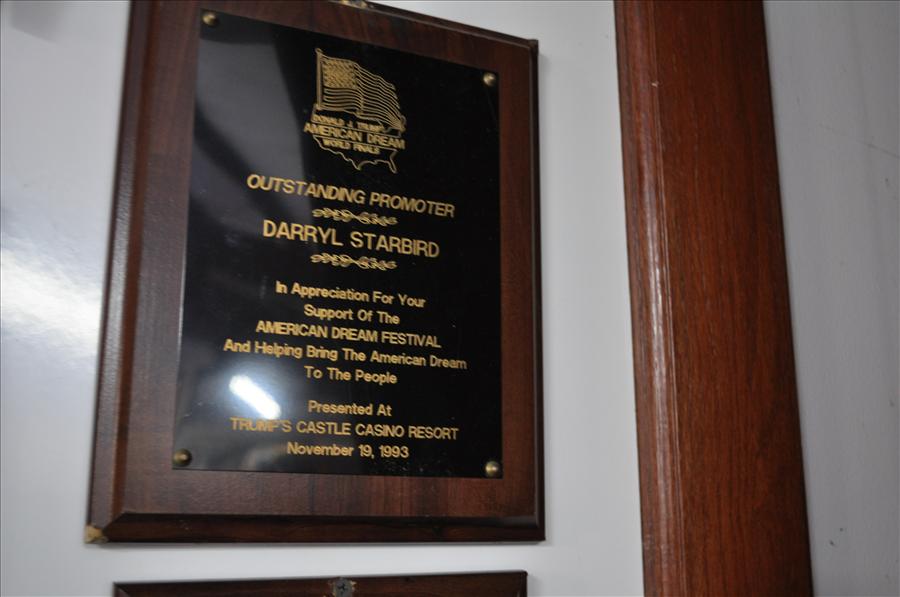 DONALD J. TRUMP
AMERICAN DREAM
WORLD FINALS
OUTSTANDING PROMOTER
DARRYL STARBIRD
In Appreciation For Your
Support Of The
AMERICAN DREAM FESTIVAL
And Helping Bring The American Dream
To The People
Presented At
TRUMP'S CASTLE CASINO RESORT
November 19, 1993